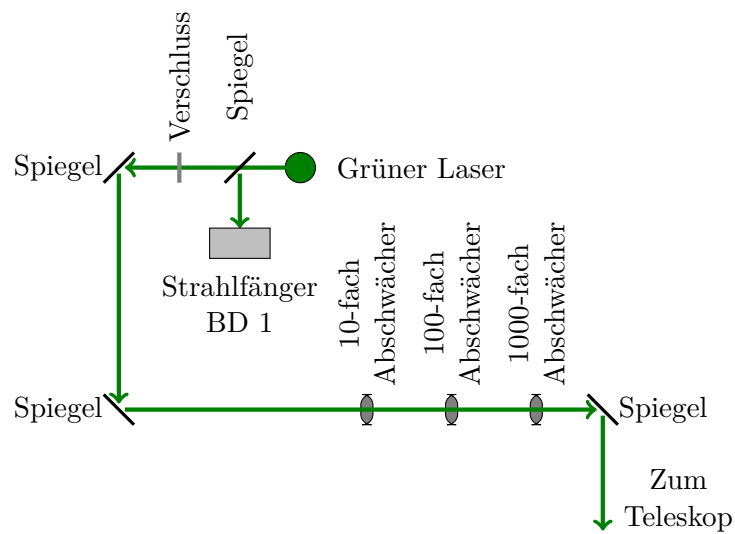 Verschluss
Spiegel
Spiegel
Grüner Laser
Strahlfänger
BD 1
10-fach
Abschwächer
100-fach
Abschwächer
1000-fach
Abschwächer
Spiegel
Spiegel
Zum
Teleskop